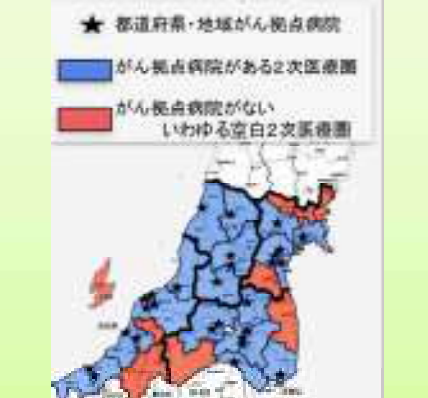 ★ 都道府県・地域がん拠点病院
がん拠点病院がある2次医療圏
がん拠点病院がない
いわゆる空白2次医療圏